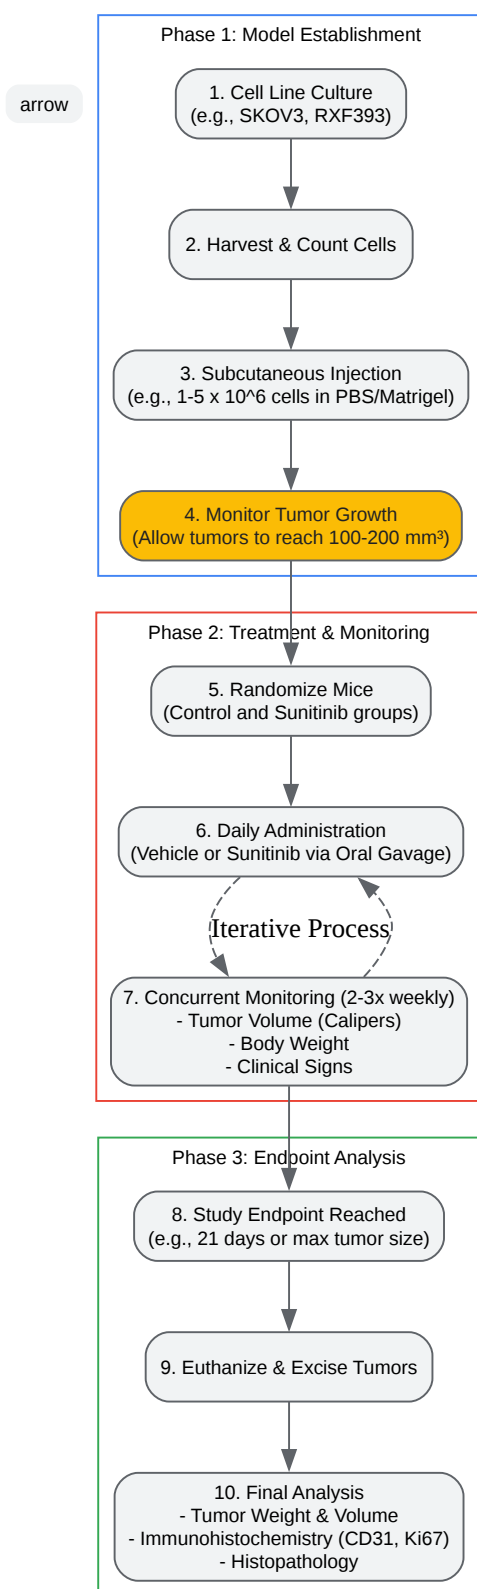 Phase 1: Model Establishment
arrow
1. Cell Line Culture
(e.g., SKOV3, RXF393)
2. Harvest & Count Cells
3. Subcutaneous Injection
(e.g., 1-5 x 10^6 cells in PBS/Matrigel)
4. Monitor Tumor Growth
(Allow tumors to reach 100-200 mm³)
Phase 2: Treatment & Monitoring
5. Randomize Mice
(Control and Sunitinib groups)
6. Daily Administration
(Vehicle or Sunitinib via Oral Gavage)
Iterative Process
7. Concurrent Monitoring (2-3x weekly)
- Tumor Volume (Calipers)
- Body Weight
- Clinical Signs
Phase 3: Endpoint Analysis
8. Study Endpoint Reached
(e.g., 21 days or max tumor size)
9. Euthanize & Excise Tumors
10. Final Analysis
- Tumor Weight & Volume
- Immunohistochemistry (CD31, Ki67)
- Histopathology